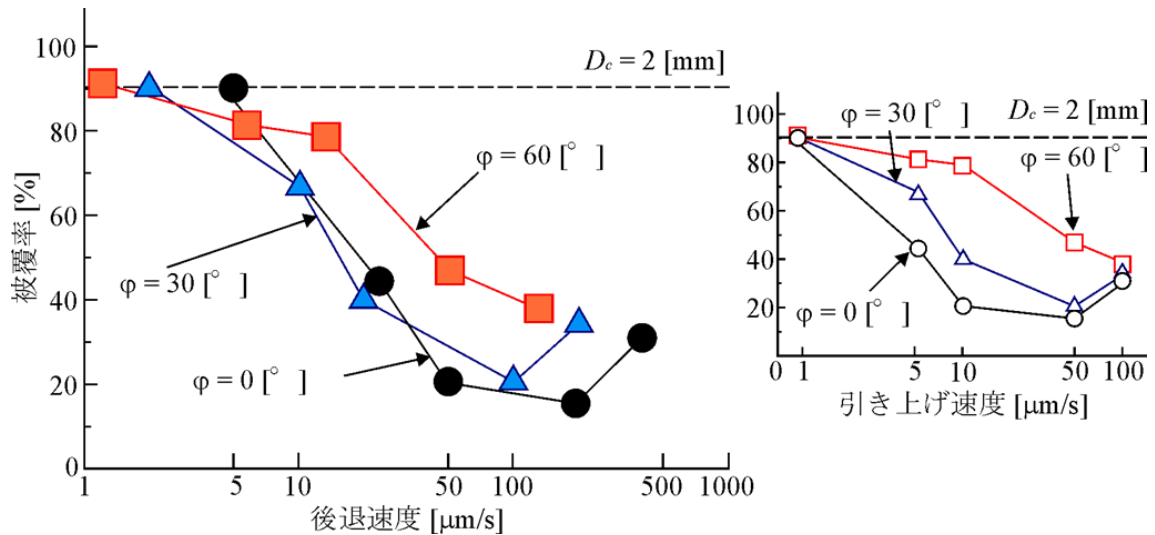 100
80
60
40
20
0
被覆率 [%]
D_c = 2 [mm]
φ = 60 [° ]
φ = 30 [° ]
φ = 0 [° ]
1 5 10 50 100 500 1000
後退速度 [μm/s]
100
80
60
40
20
D_c = 2 [mm]
φ = 30 [° ]
φ = 60 [° ]
φ = 0 [° ]
0 1 5 10 50 100
引き上げ速度 [μm/s]